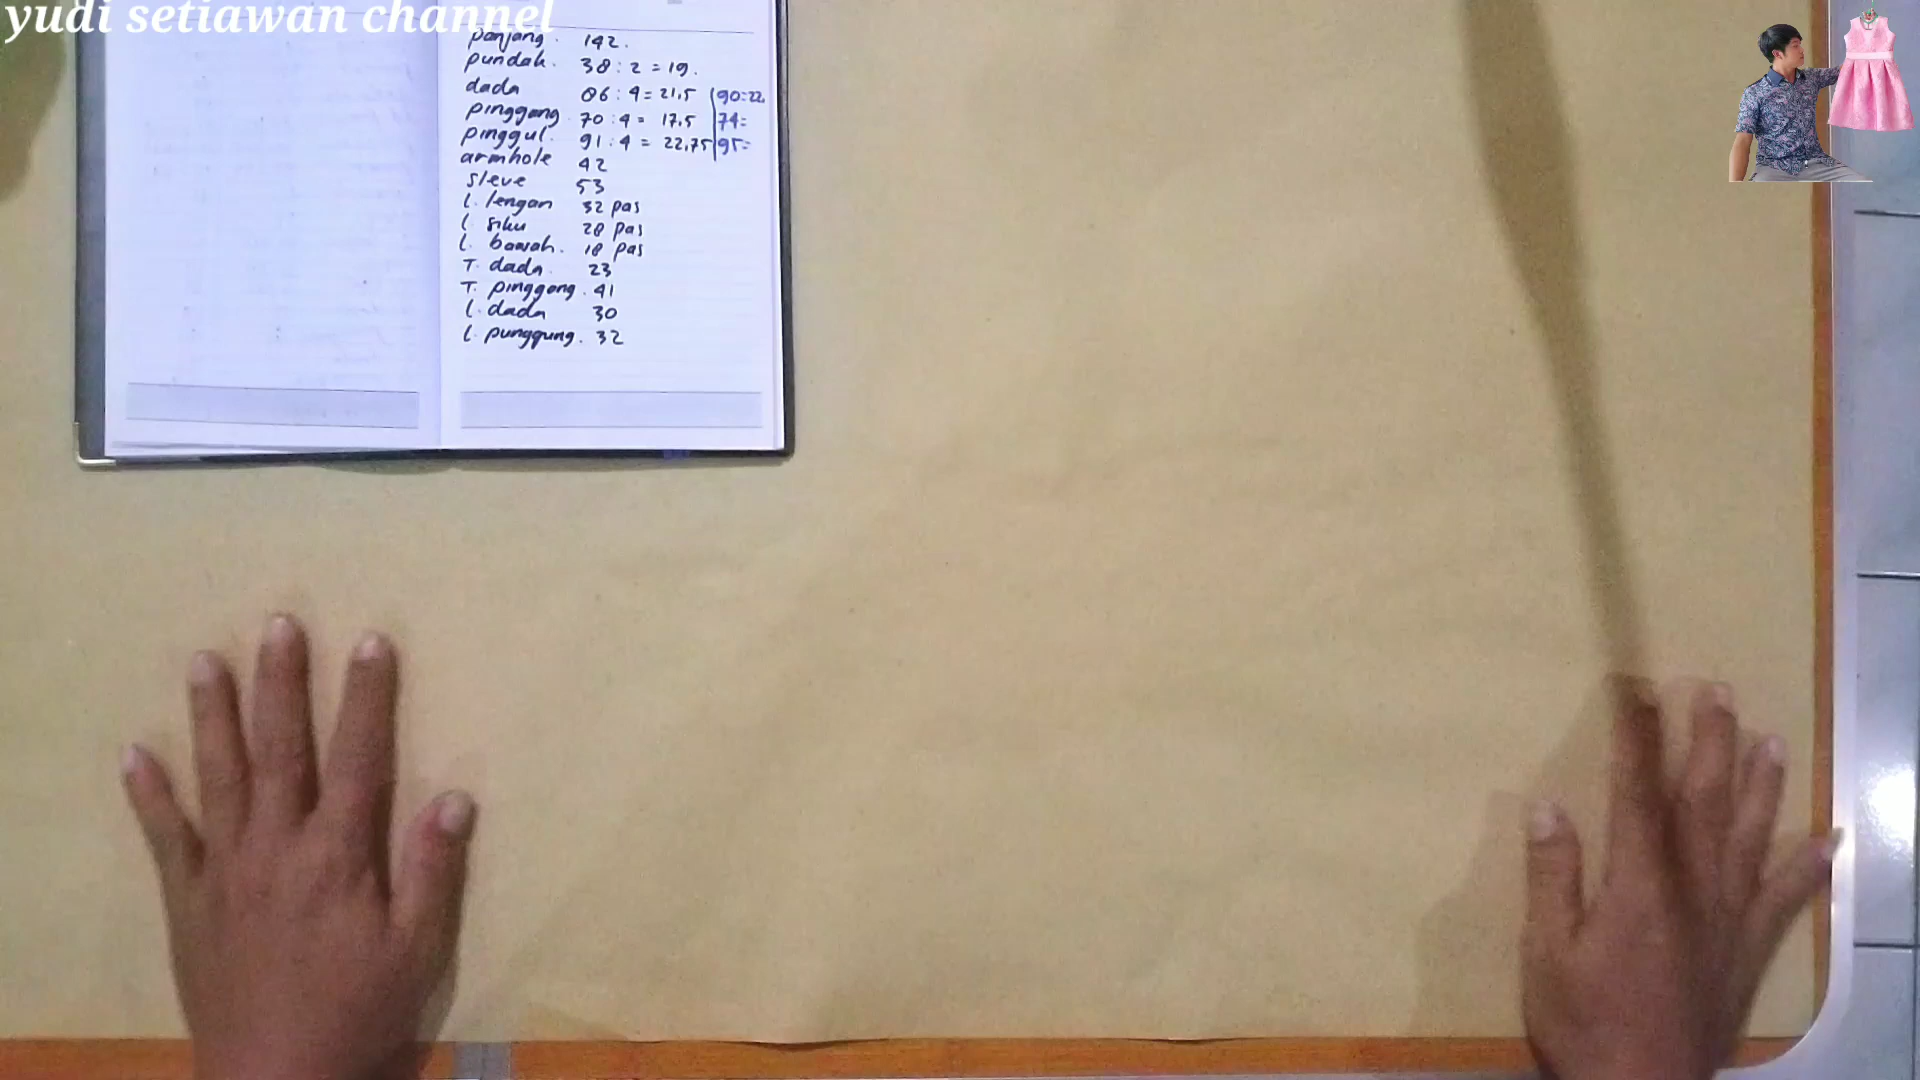 yudi setiawan channel
panjang. 142.
pundak. 38 : 2 = 19.
dada 86 : 4 = 21,5 90=22,
pinggang 70 : 4 = 17,5 74=
pinggul. 91 : 4 = 22,75 95=
armhole 42
sleve 53
l. lengan 32 pas
l. siku 28 pas
l. bawah. 18 pas
T. dada. 23
T. pinggang. 41
l. dada 30
l. punggung. 32